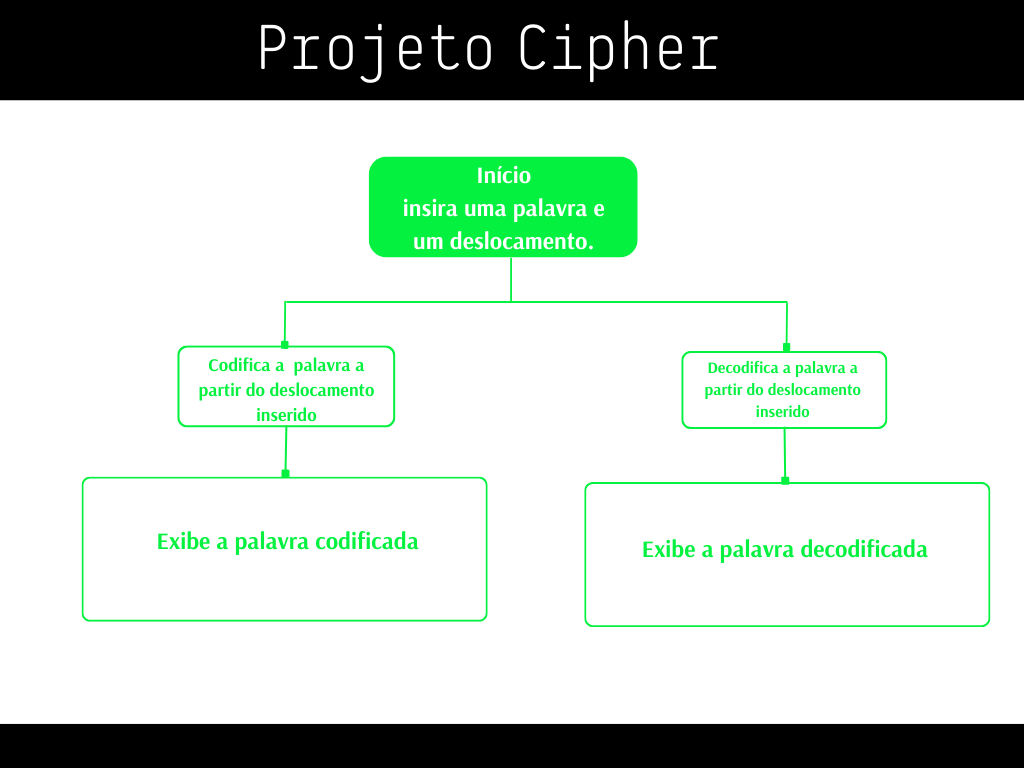 Projeto Cipher
Início
insira uma palavra e
um deslocamento.
Codifica a  palavra a
partir do deslocamento
inserido
Decodifica a palavra a
partir do deslocamento
inserido
Exibe a palavra codificada
Exibe a palavra decodificada